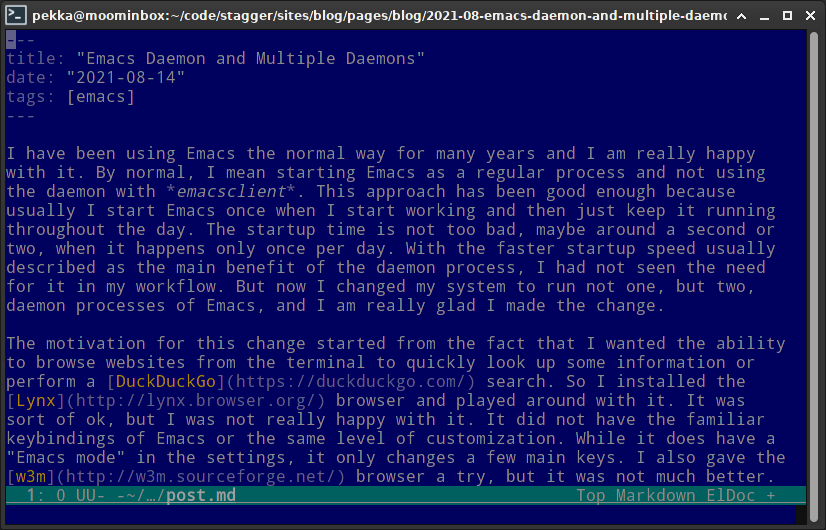 pekka@moominbox:~/code/stagger/sites/blog/pages/blog/2021-08-emacs-daemon-and-multiple-daemo
---
title: "Emacs Daemon and Multiple Daemons"
date: "2021-08-14"
tags: [emacs]
---
I have been using Emacs the normal way for many years and I am really happy
with it. By normal, I mean starting Emacs as a regular process and not using
the daemon with *emacsclient*. This approach has been good enough because
usually I start Emacs once when I start working and then just keep it running
throughout the day. The startup time is not too bad, maybe around a second or
two, when it happens only once per day. With the faster startup speed usually
described as the main benefit of the daemon process, I had not seen the need
for it in my workflow. But now I changed my system to run not one, but two,
daemon processes of Emacs, and I am really glad I made the change.
The motivation for this change started from the fact that I wanted the ability
to browse websites from the terminal to quickly look up some information or
perform a [DuckDuckGo](https://duckduckgo.com/) search. So I installed the
[Lynx](http://lynx.browser.org/) browser and played around with it. It was
sort of ok, but I was not really happy with it. It did not have the familiar
keybindings of Emacs or the same level of customization. While it does have a
"Emacs mode" in the settings, it only changes a few main keys. I also gave the
[w3m](http://w3m.sourceforge.net/) browser a try, but it was not much better.
1: 0 UU- -~/…/post.md Top Markdown ElDoc +